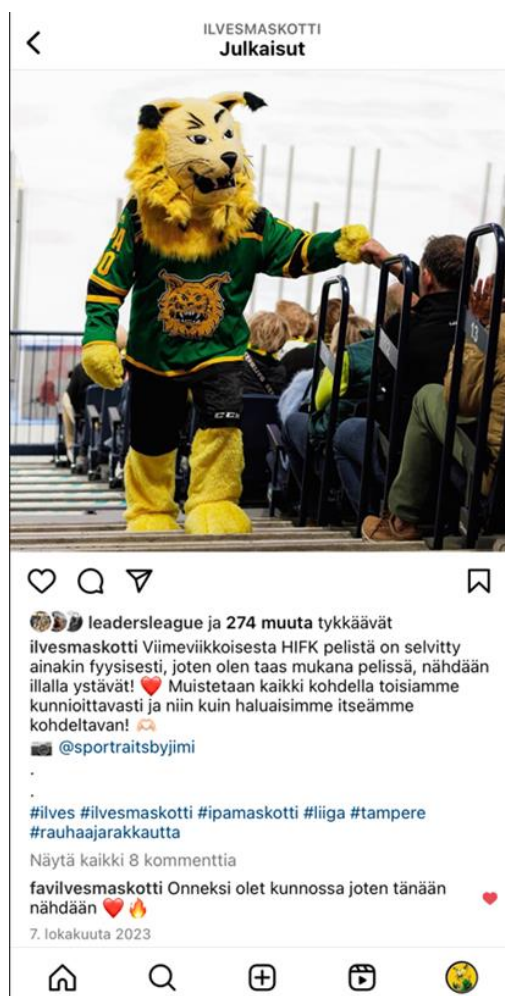 ILVESMASKOTTI
Julkaisut
CCM
13
leadersleague ja 274 muuta tykkäävät
ilvesmaskotti Viimeviikkoisesta HIFK pelistä on selvitty
ainakin fyysisesti, joten olen taas mukana pelissä, nähdään
illalla ystävät! ❤️ Muistetaan kaikki kohdella toisiamme
kunnioittavasti ja niin kuin haluaisimme itseämme
kohdeltavan! 🫶🏻
📷 @sportraitsbyjimi
.
.
#ilves #ilvesmaskotti #ipamaskotti #liiga #tampere
#rauhaajarakkautta
Näytä kaikki 8 kommenttia
favilvesmaskotti Onneksi olet kunnossa joten tänään
nähdään ❤️🔥
7. lokakuuta 2023